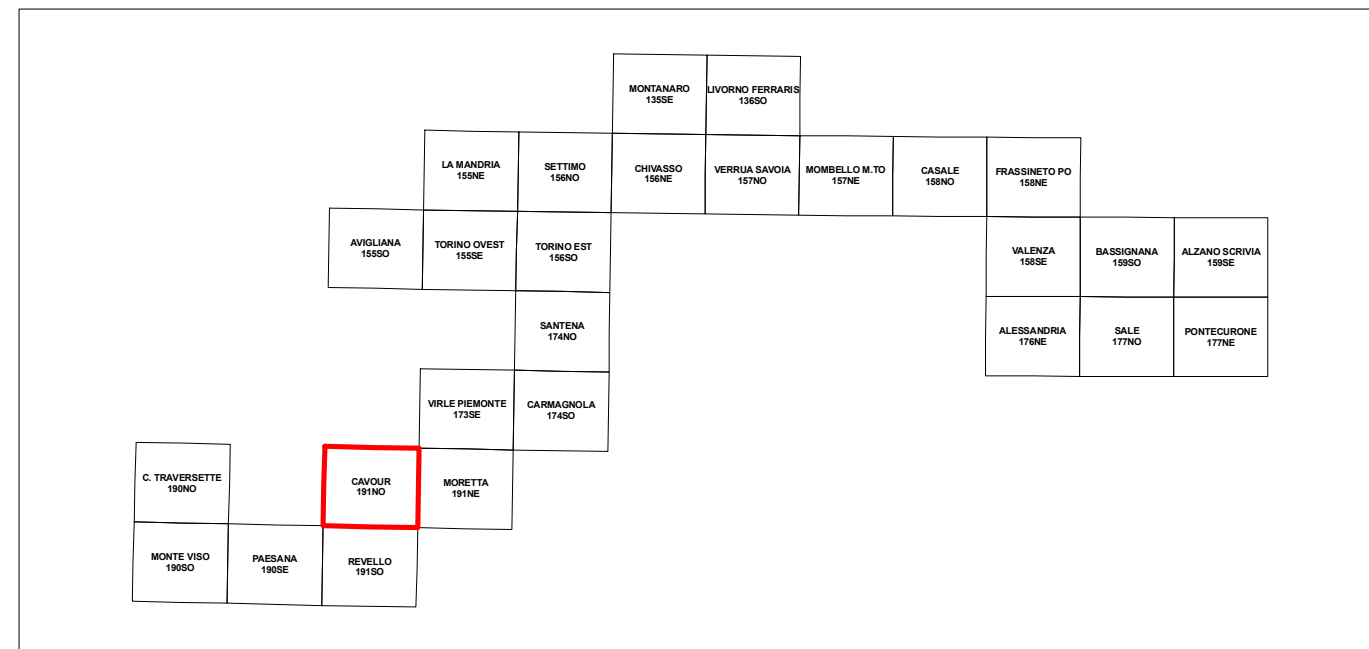 MONTANARO
135SE
LIVORNO FERRARIS
136SO
LA MANDRIA
155NE
SETTIMO
156NO
CHIVASSO
156NE
VERRUA SAVOIA
157NO
MOMBELLO M.TO
157NE
CASALE
158NO
FRASSINETO PO
158NE
AVIGLIANA
155SO
TORINO OVEST
155SE
TORINO EST
156SO
VALENZA
158SE
BASSIGNANA
159SO
ALZANO SCRIVIA
159SE
SANTENA
174NO
ALESSANDRIA
176NE
SALE
177NO
PONTECURONE
177NE
VIRLE PIEMONTE
173SE
CARMAGNOLA
174SO
C. TRAVERSETTE
190NO
CAVOUR
191NO
MORETTA
191NE
MONTE VISO
190SO
PAESANA
190SE
REVELLO
191SO